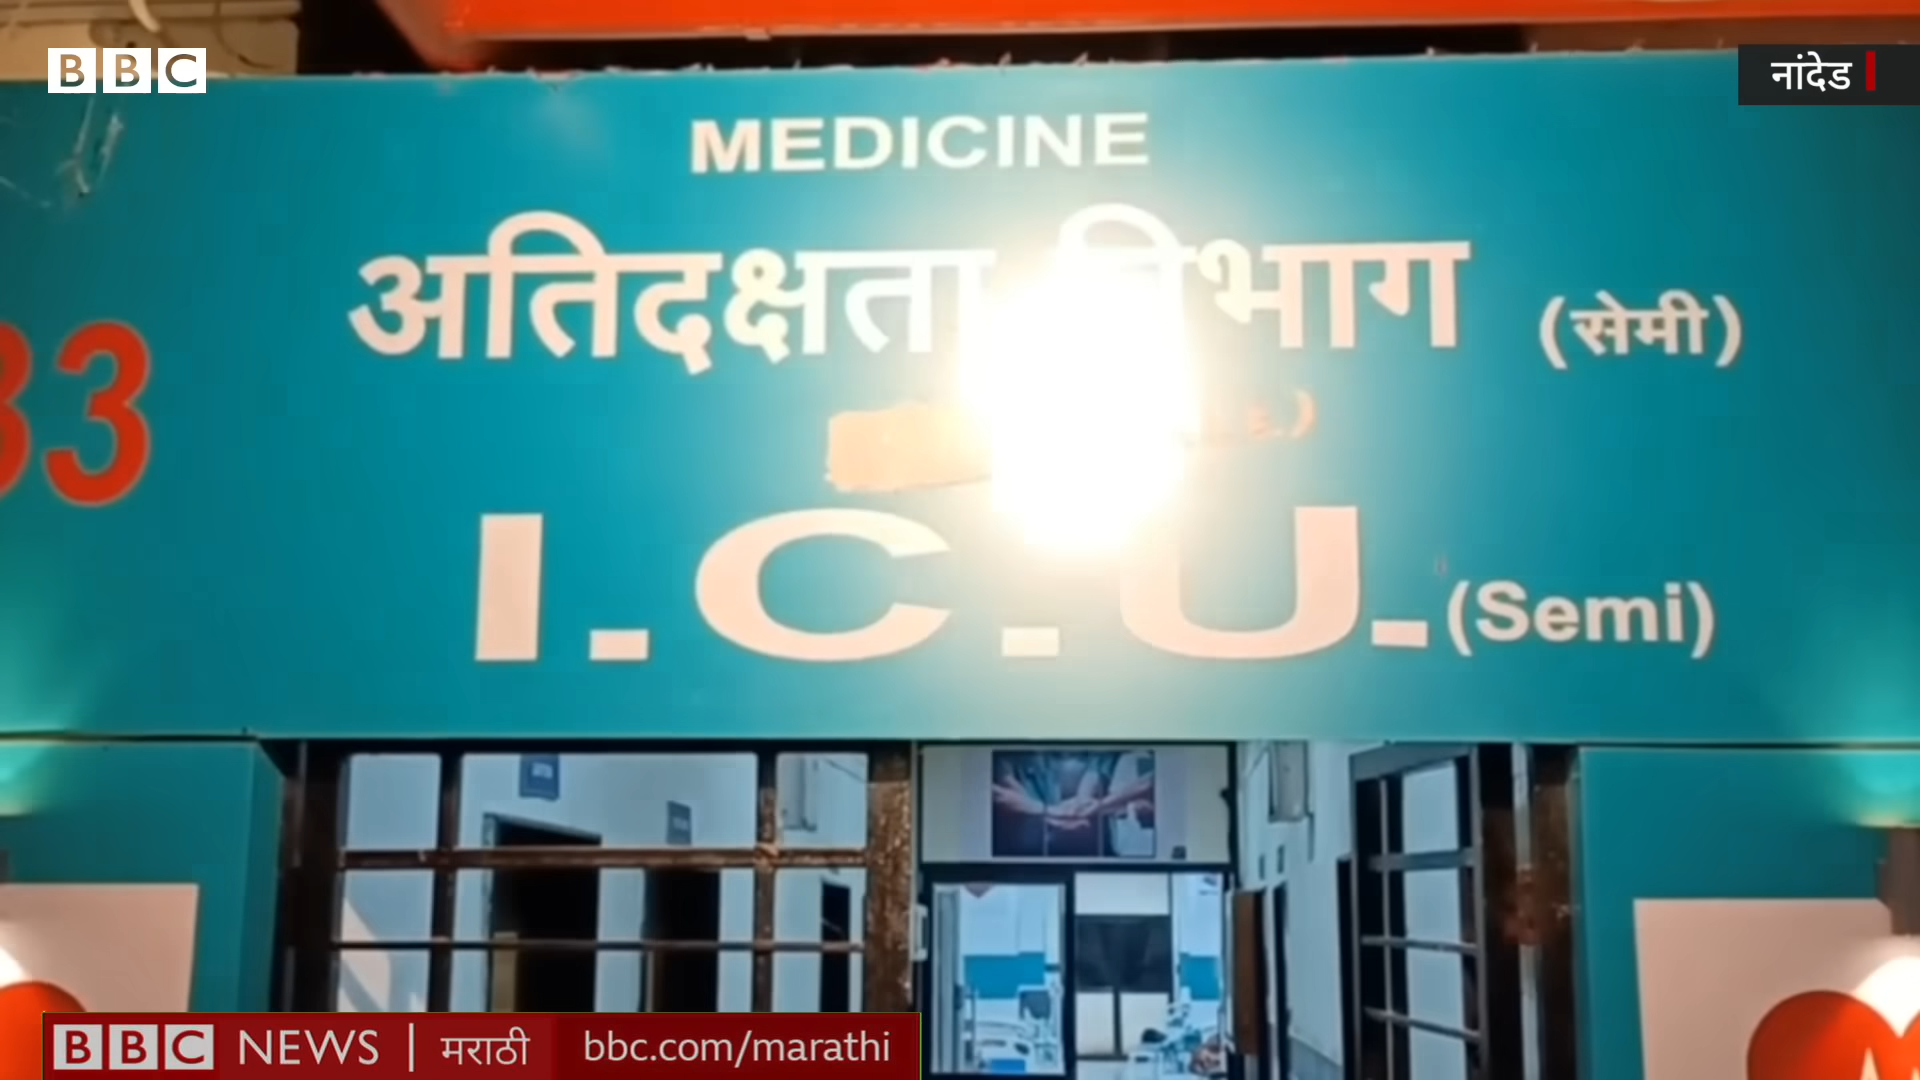 BBC
नांदेड
MEDICINE
अतिदक्षता विभाग (सेमी)
33
I.C.U. (Semi)
BBC NEWS | मराठी bbc.com/marathi